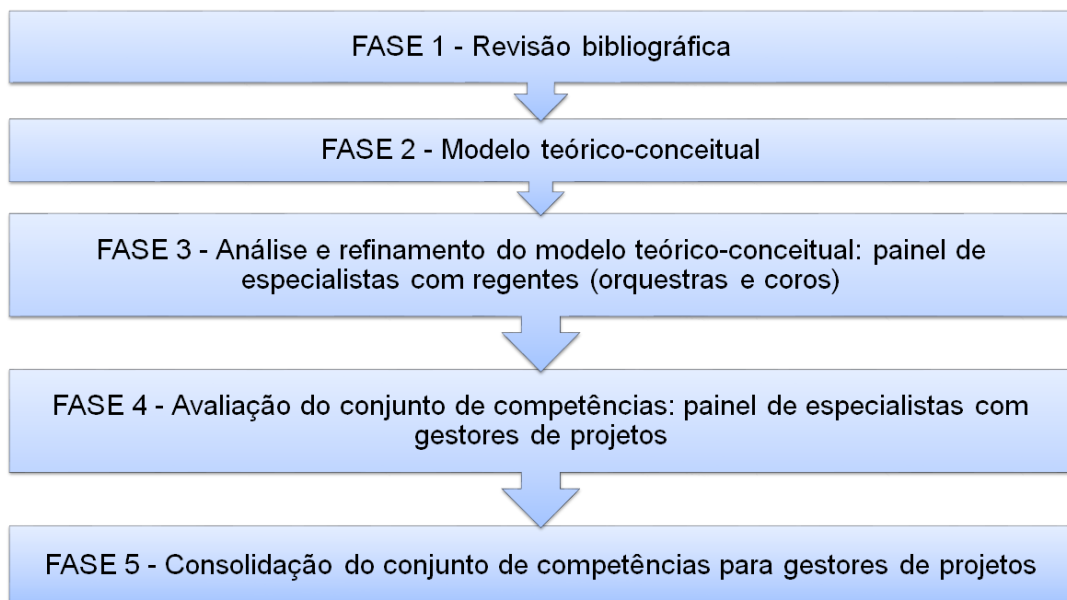 FASE 1 - Revisão bibliográfica
FASE 2 - Modelo teórico-conceitual
FASE 3 - Análise e refinamento do modelo teórico-conceitual: painel de
especialistas com regentes (orquestras e coros)
FASE 4 - Avaliação do conjunto de competências: painel de especialistas com
gestores de projetos
FASE 5 - Consolidação do conjunto de competências para gestores de projetos